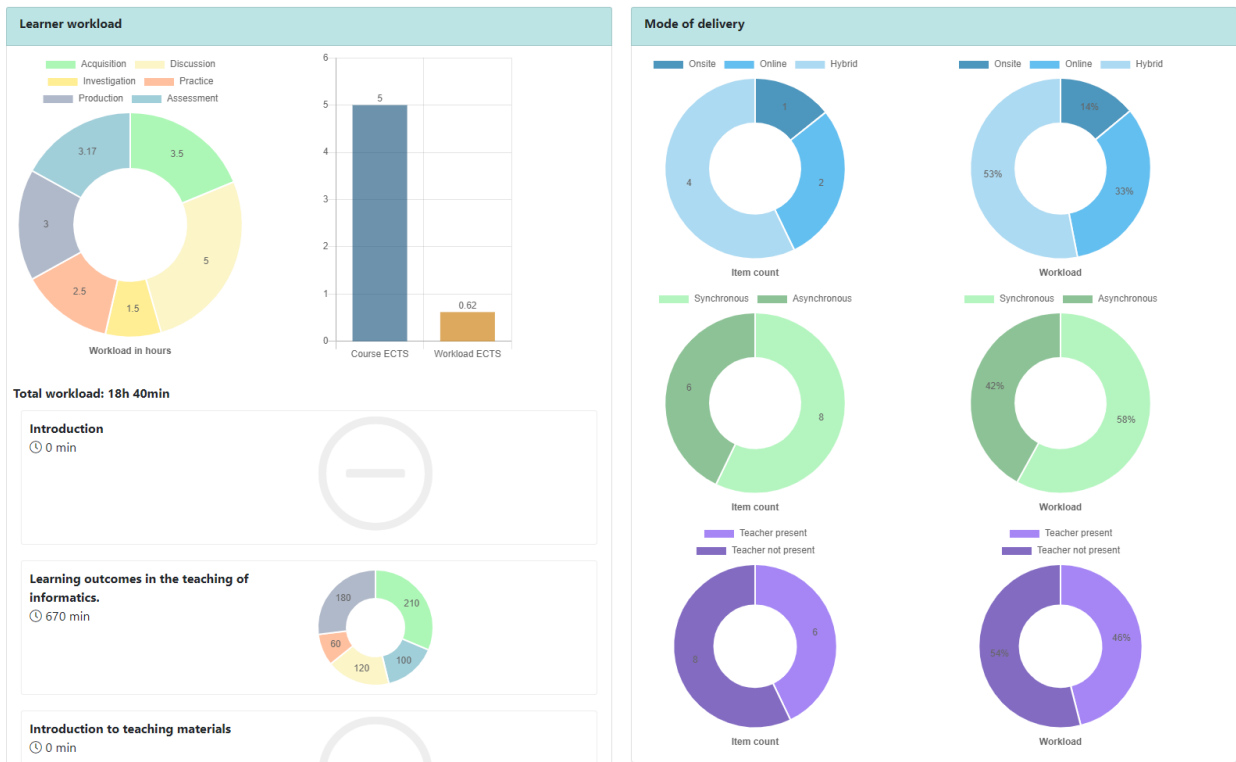 Learner workload
Acquisition Discussion
Investigation Practice
Production Assessment
3.17
3.5
3
5
2.5
1.5
Workload in hours
6
5
4
3
2
1
0
5
0.62
Course ECTS Workload ECTS
Total workload: 18h 40min
Introduction
0 min
Learning outcomes in the teaching of
informatics.
670 min
180
210
60
100
120
Introduction to teaching materials
0 min
Mode of delivery
Onsite Online Hybrid
1
4
2
Item count
Onsite Online Hybrid
14%
53%
33%
Workload
Synchronous Asynchronous
6
8
Item count
Synchronous Asynchronous
42%
58%
Workload
Teacher present
Teacher not present
6
8
Item count
Teacher present
Teacher not present
46%
54%
Workload